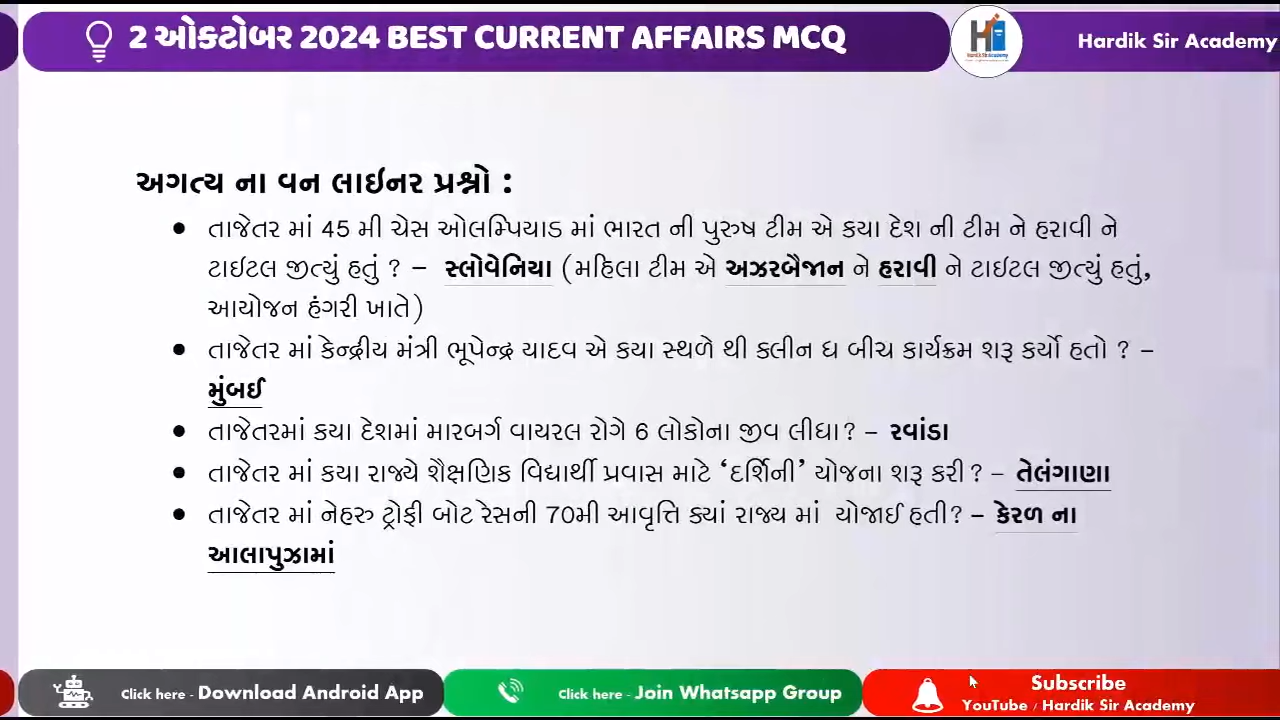 2 ઓક્ટોબર 2024 BEST CURRENT AFFAIRS MCQ
Hardik Sir Academy
અગત્ય ના વન લાઇનર પ્રશ્નો :
• તાજેતર માં 45 મી ચેસ ઓલમ્પિયાડ માં ભારત ની પુરુષ ટીમ એ કયા દેશ ની ટીમ ને હરાવી ને
ટાઇટલ જીત્યું હતું ? – સ્લોવેનિયા (મહિલા ટીમ એ અઝરબૈજાન ને હરાવી ને ટાઇટલ જીત્યું હતું,
આયોજન હંગરી ખાતે)
• તાજેતર માં કેન્દ્રીય મંત્રી ભૂપેન્દ્ર યાદવ એ કયા સ્થળે થી ક્લીન ધ બીચ કાર્યક્રમ શરૂ કર્યો હતો ? –
મુંબઈ
• તાજેતરમાં કયા દેશમાં મારબર્ગ વાયરલ રોગે 6 લોકોના જીવ લીધા? – રવાંડા
• તાજેતર માં કયા રાજ્યે શૈક્ષણિક વિદ્યાર્થી પ્રવાસ માટે ‘દર્શિની’ યોજના શરૂ કરી? – તેલંગાણા
• તાજેતર માં નેહરુ ટ્રોફી બોટ રેસની 70મી આવૃત્તિ ક્યાં રાજ્ય માં યોજાઈ હતી? – કેરળ ના
આલાપુઝામાં
Click here - Download Android App
Click here - Join Whatsapp Group
Subscribe
YouTube / Hardik Sir Academy